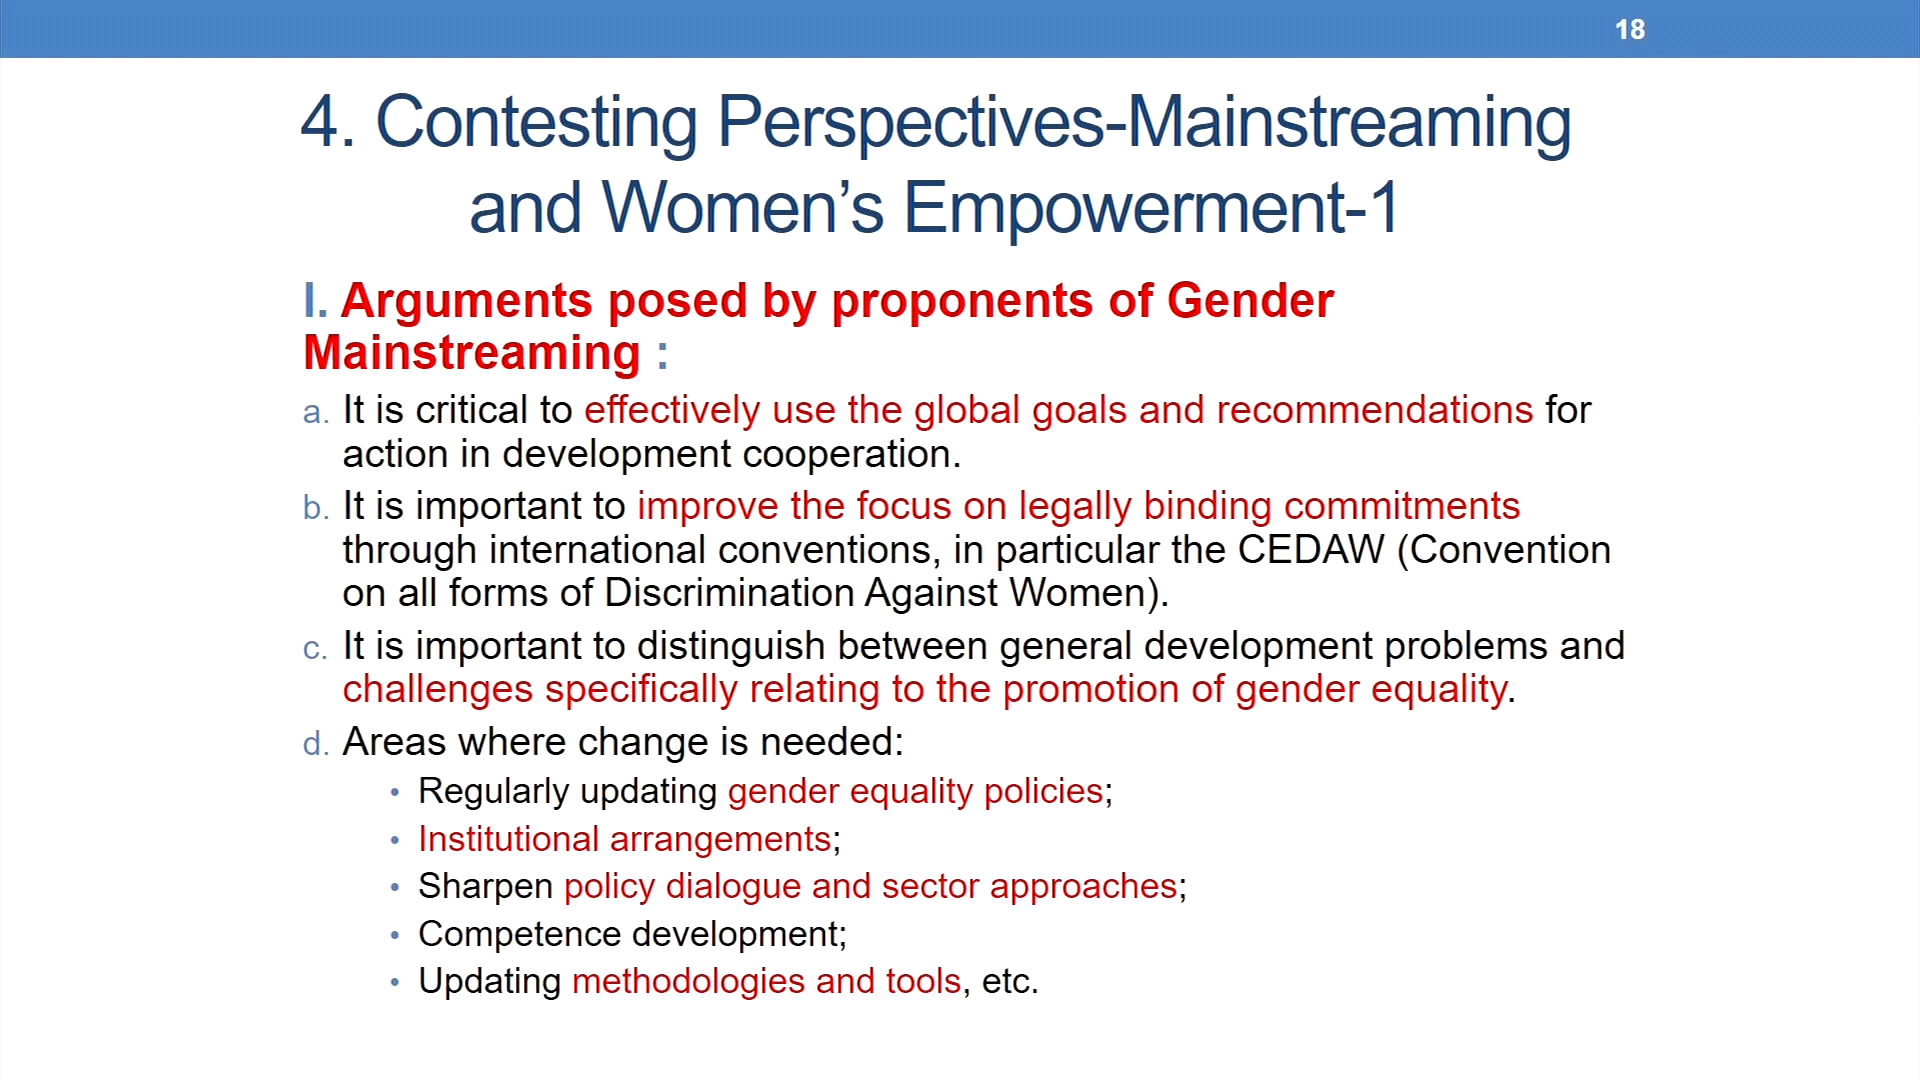 18
4. Contesting Perspectives-Mainstreaming
and Women’s Empowerment-1
I. Arguments posed by proponents of Gender
Mainstreaming :
a. It is critical to effectively use the global goals and recommendations for
action in development cooperation.
b. It is important to improve the focus on legally binding commitments
through international conventions, in particular the CEDAW (Convention
on all forms of Discrimination Against Women).
c. It is important to distinguish between general development problems and
challenges specifically relating to the promotion of gender equality.
d. Areas where change is needed:
• Regularly updating gender equality policies;
• Institutional arrangements;
• Sharpen policy dialogue and sector approaches;
• Competence development;
• Updating methodologies and tools, etc.